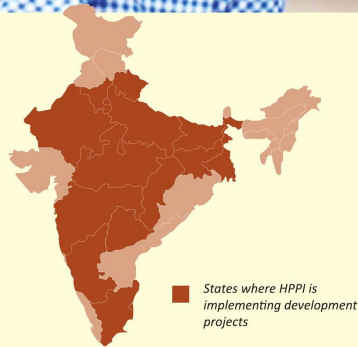 States where HPPI is
implementing development
projects